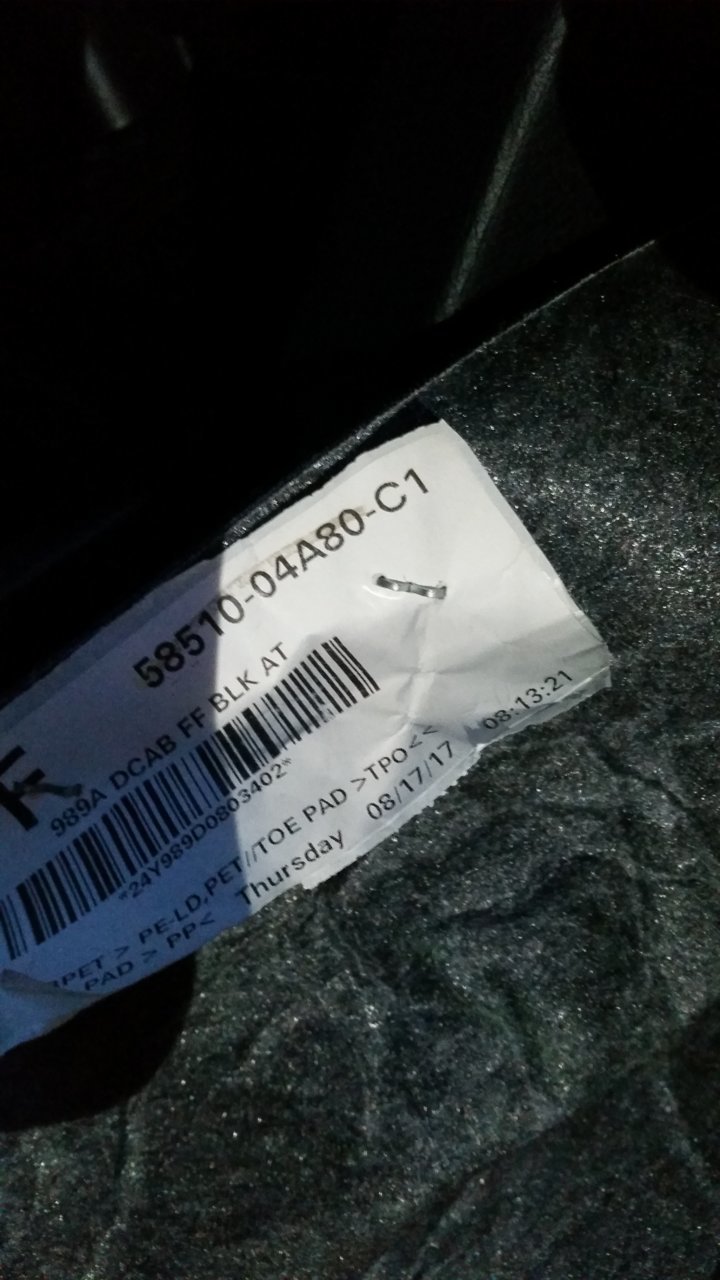 58510-04A80-C1
F
989A DCAB FF BLK AT
*24Y989D0803402*
RPET > PE-LD,PET//TOE PAD >TPO<<
PAD > PP<
Thursday 08/17/17 08:13:21